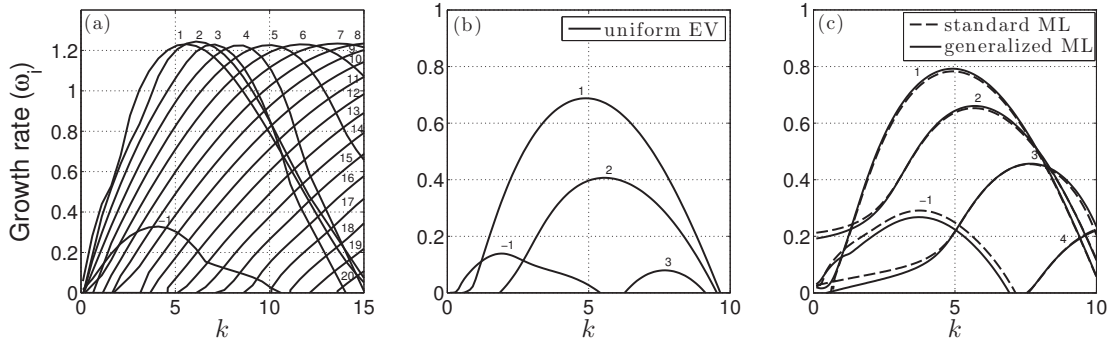 (a)
1 2 3 4 5 6 7 8
9
10
11
12
13
14
15
16
17
18
19
20
−1
1.2
1
0.8
0.6
0.4
0.2
0
0 5 10 15
Growth rate (ωi)
k
(b)
uniform EV
1
2
−1
3
1
0.8
0.6
0.4
0.2
0
0 5 10
k
(c)
standard ML
generalized ML
1
2
3
−1
4
1
0.8
0.6
0.4
0.2
0
0 5 10
k